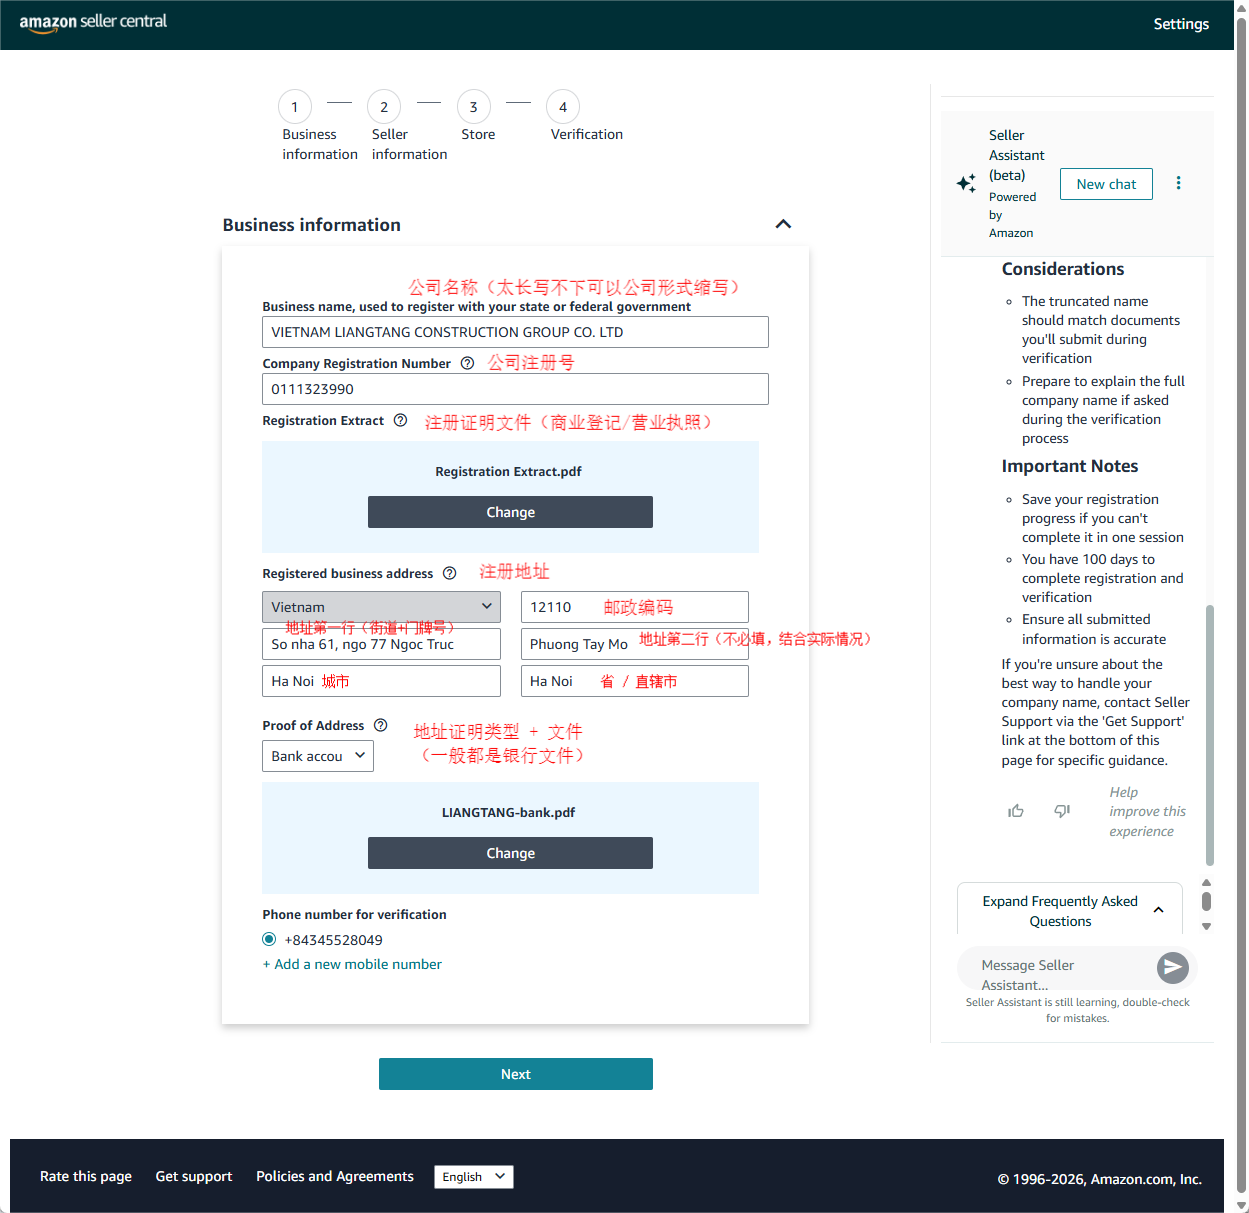 amazon seller central
Settings
1
2
3
4
Business information
Seller information
Store
Verification
Business information
公司名称（太长写不下可以公司形式缩写）
Business name, used to register with your state or federal government
VIETNAM LIANGTANG CONSTRUCTION GROUP CO. LTD
Company Registration Number
公司注册号
0111323990
Registration Extract
注册证明文件（商业登记/营业执照）
Registration Extract.pdf
Change
Registered business address
注册地址
Vietnam
12110
邮政编码
地址第一行（街道+门牌号）
So nha 61, ngo 77 Ngoc Truc
Phuong Tay Mo
地址第二行（不必填，结合实际情况）
Ha Noi
城市
Ha Noi
省 / 直辖市
Proof of Address
地址证明类型 + 文件
（一般都是银行文件）
Bank accou
LIANGTANG-bank.pdf
Change
Phone number for verification
+84345528049
+ Add a new mobile number
Next
Seller
Assistant
(beta)
Powered
by
Amazon
New chat
Considerations
The truncated name
should match documents
you'll submit during
verification
Prepare to explain the full
company name if asked
during the verification
process
Important Notes
Save your registration
progress if you can't
complete it in one session
You have 100 days to
complete registration and
verification
Ensure all submitted
information is accurate
If you're unsure about the
best way to handle your
company name, contact Seller
Support via the 'Get Support'
link at the bottom of this
page for specific guidance.
Help
improve this
experience
Expand Frequently Asked
Questions
Message Seller
Assistant...
Seller Assistant is still learning, double-check
for mistakes.
Rate this page
Get support
Policies and Agreements
English
© 1996-2026, Amazon.com, Inc.